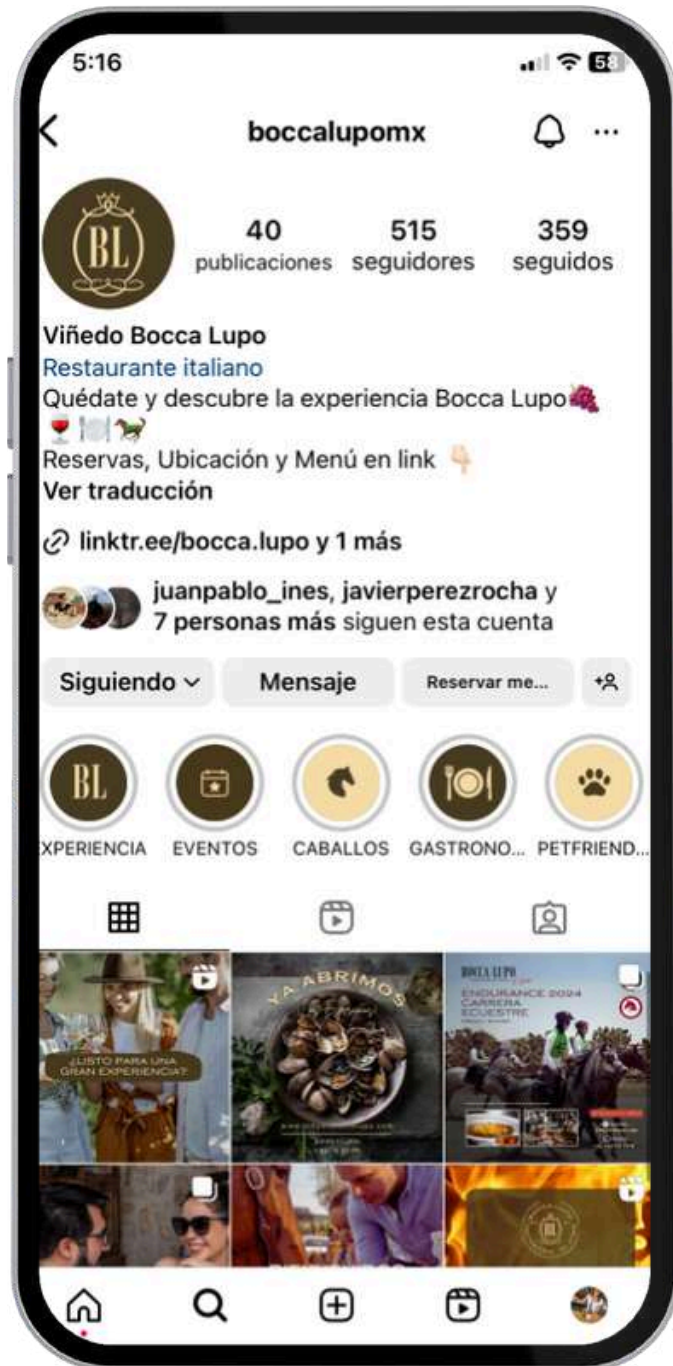 5:16
58
boccalupomx
BL
40
515
359
publicaciones
seguidores
seguidos
Viñedo Bocca Lupo
Restaurante italiano
Quédate y descubre la experiencia Bocca Lupo🍇
🍷🍽️🐎
Reservas, Ubicación y Menú en link 👇🏻
Ver traducción
linktr.ee/bocca.lupo y 1 más
juanpablo_ines, javierperezrocha y
7 personas más siguen esta cuenta
Siguiendo
Mensaje
Reservar me...
BL
XPERIENCIA
EVENTOS
CABALLOS
GASTRONO...
PETFRIEND...
¿LISTO PARA UNA
GRAN EXPERIENCIA?
YA ABRIMOS
BOCCA LUPO
ENDURANCE 2024
CARRERA
ECUESTRE
BL